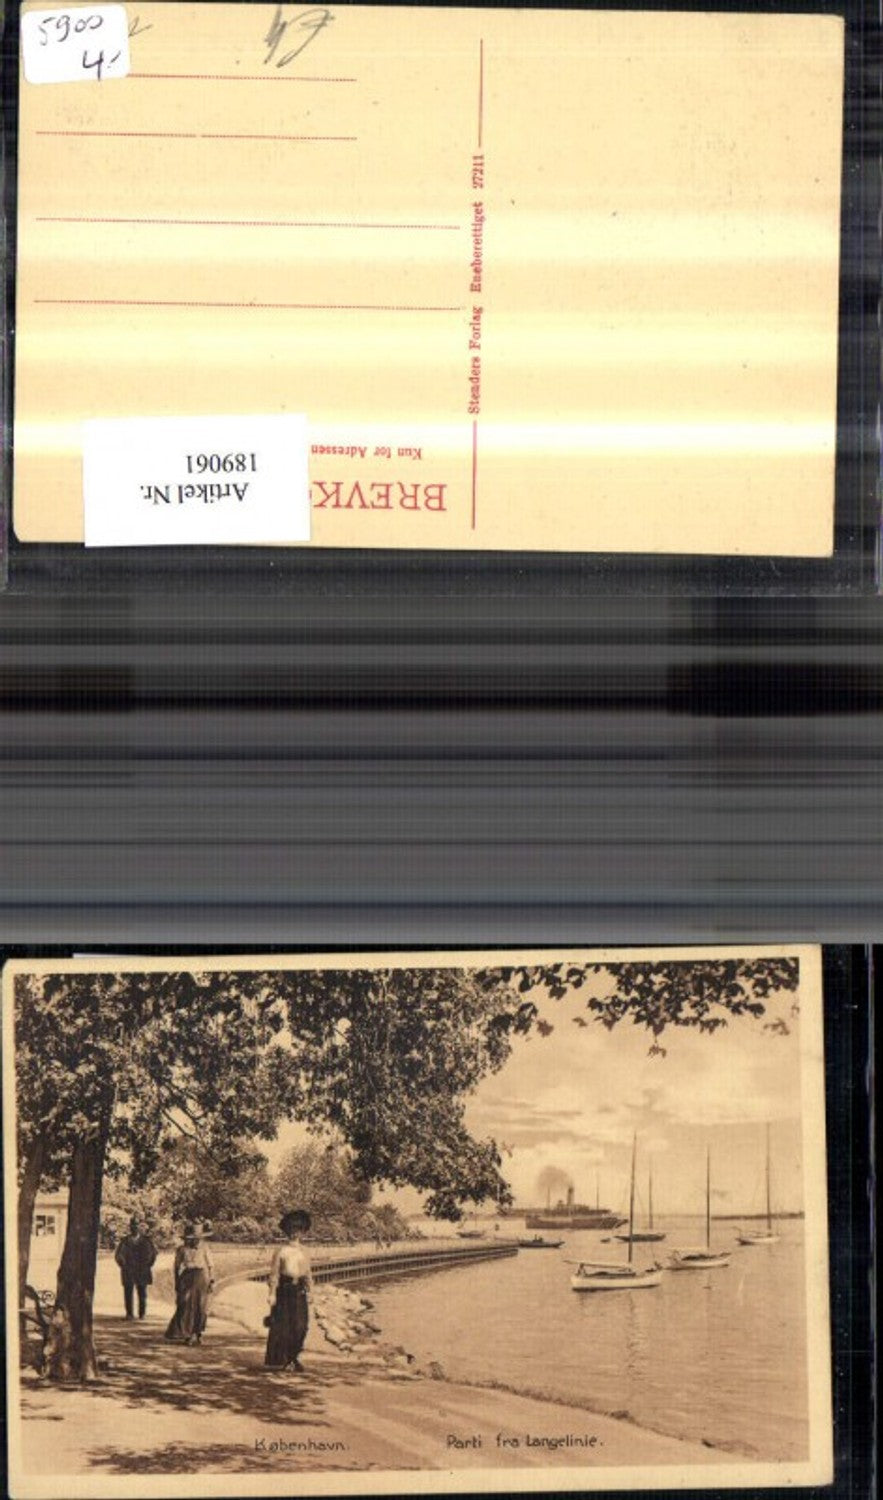 5900
4.-
Stenders Forlag Eneberettiget 27211
Kun for Adressen
BREVK
Artikel Nr.
189061
København.
Parti fra Langelinie.